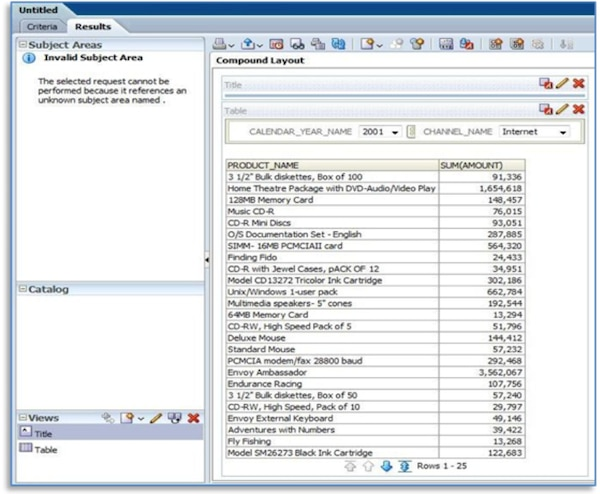 Untitled
Criteria Results
Subject Areas
Invalid Subject Area
The selected request cannot be
performed because it references an
unknown subject area named .
Catalog
Views
Title
Table
Compound Layout
Title
Table
CALENDAR_YEAR_NAME 2001 CHANNEL_NAME Internet
PRODUCT_NAME SUM(AMOUNT)
3 1/2" Bulk diskettes, Box of 100 91,336
Home Theatre Package with DVD-Audio/Video Play 1,654,618
128MB Memory Card 148,457
Music CD-R 76,015
CD-R Mini Discs 93,051
O/S Documentation Set - English 287,885
SIMM- 16MB PCMCIAII card 564,320
Finding Fido 24,433
CD-R with Jewel Cases, pACK OF 12 34,951
Model CD13272 Tricolor Ink Cartridge 302,186
Unix/Windows 1-user pack 662,784
Multimedia speakers- 5" cones 192,544
64MB Memory Card 13,294
CD-RW, High Speed Pack of 5 51,796
Deluxe Mouse 144,412
Standard Mouse 57,232
PCMCIA modem/fax 28800 baud 292,468
Envoy Ambassador 3,562,067
Endurance Racing 107,756
3 1/2" Bulk diskettes, Box of 50 57,240
CD-RW, High Speed, Pack of 10 29,797
Envoy External Keyboard 49,146
Adventures with Numbers 39,422
Fly Fishing 13,268
Model SM26273 Black Ink Cartridge 122,683
Rows 1 - 25